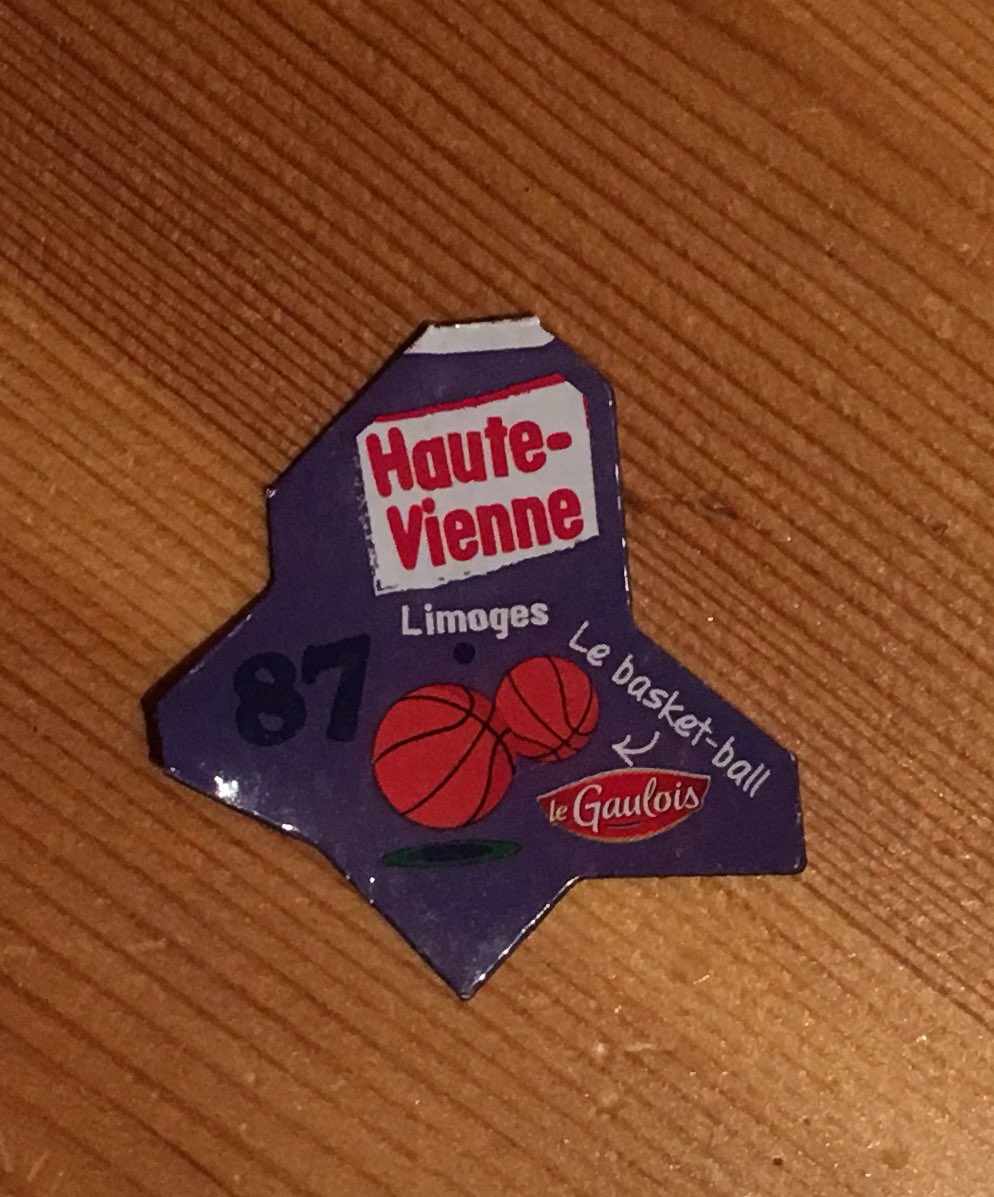 Haute-
Vienne
Limoges
87
Le basket-ball
le Gaulois